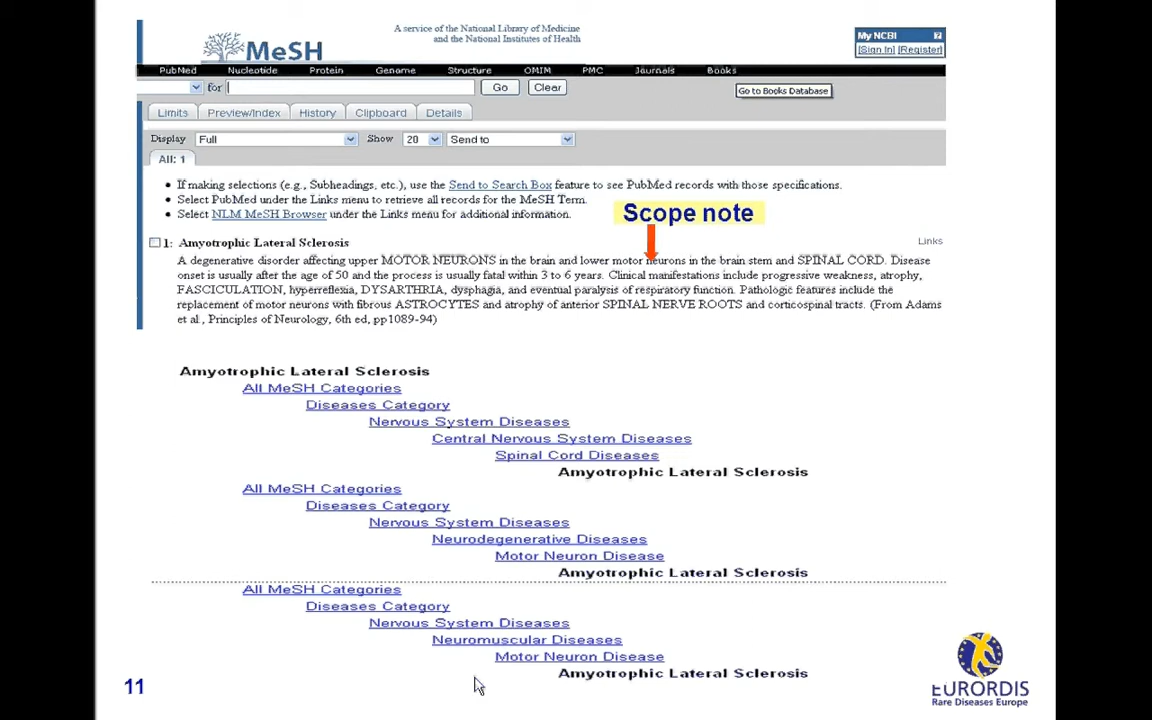 A service of the National Library of Medicine
and the National Institutes of Health
MeSH
My NCBI ?
[Sign In] [Register]
PubMed Nucleotide Protein Genome Structure OMIM PMC Journals Books
for Go Clear
Go to Books Database
Limits Preview/Index History Clipboard Details
Display Full Show 20 Send to
All: 1
If making selections (e.g., Subheadings, etc.), use the Send to Search Box feature to see PubMed records with those specifications.
Select PubMed under the Links menu to retrieve all records for the MeSH Term.
Select NLM MeSH Browser under the Links menu for additional information.
Scope note
1: Amyotrophic Lateral Sclerosis Links
A degenerative disorder affecting upper MOTOR NEURONS in the brain and lower motor neurons in the brain stem and SPINAL CORD. Disease
onset is usually after the age of 50 and the process is usually fatal within 3 to 6 years. Clinical manifestations include progressive weakness, atrophy,
FASCICULATION, hyperreflexia, DYSARTHRIA, dysphagia, and eventual paralysis of respiratory function. Pathologic features include the
replacement of motor neurons with fibrous ASTROCYTES and atrophy of anterior SPINAL NERVE ROOTS and corticospinal tracts. (From Adams
et al., Principles of Neurology, 6th ed, pp1089-94)
Amyotrophic Lateral Sclerosis
All MeSH Categories
Diseases Category
Nervous System Diseases
Central Nervous System Diseases
Spinal Cord Diseases
Amyotrophic Lateral Sclerosis
All MeSH Categories
Diseases Category
Nervous System Diseases
Neurodegenerative Diseases
Motor Neuron Disease
Amyotrophic Lateral Sclerosis
All MeSH Categories
Diseases Category
Nervous System Diseases
Neuromuscular Diseases
Motor Neuron Disease
Amyotrophic Lateral Sclerosis
11
EURORDIS
Rare Diseases Europe